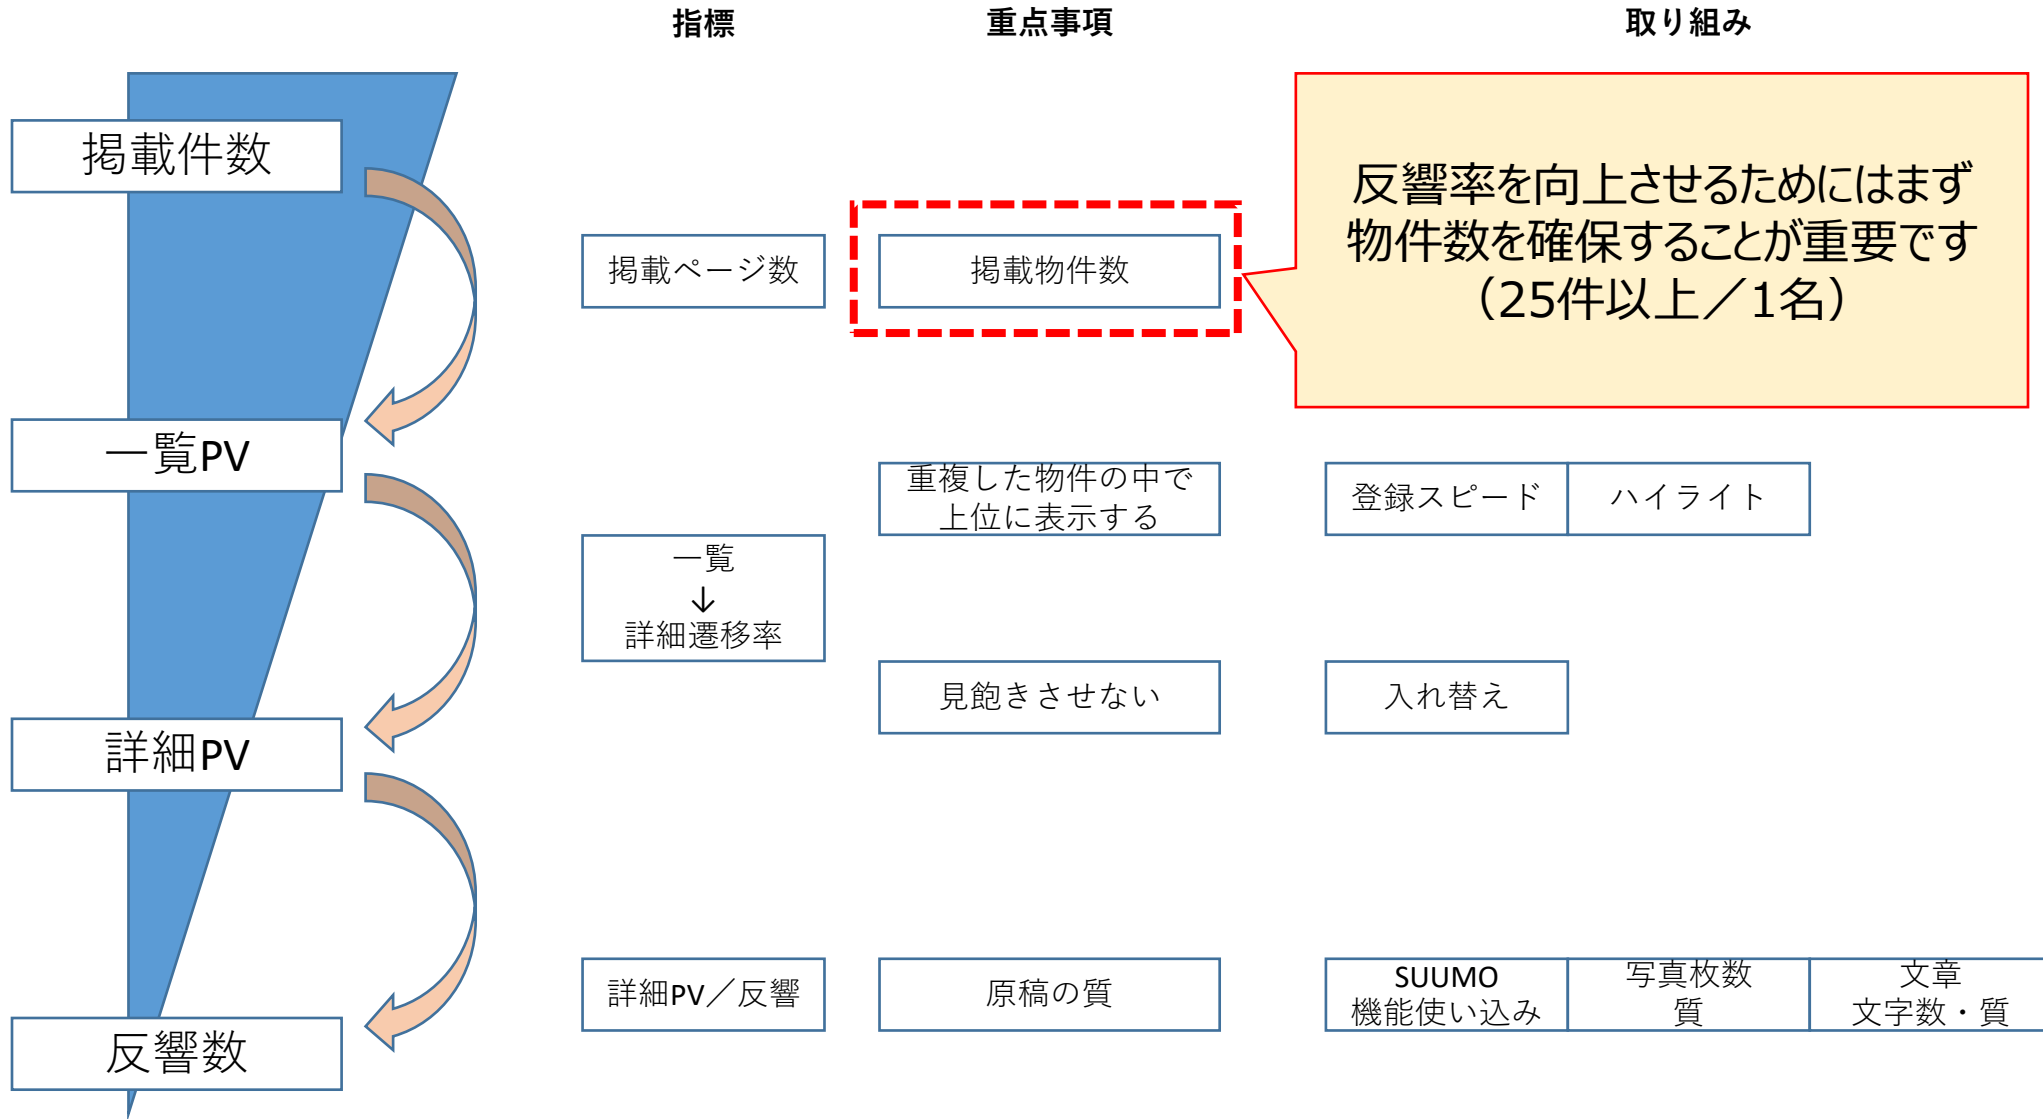 指標
重点事項
取り組み
掲載件数
掲載ページ数
掲載物件数
反響率を向上させるためにはまず
物件数を確保することが重要です
（25件以上／1名）
一覧PV
重複した物件の中で
上位に表示する
登録スピード
ハイライト
一覧
↓
詳細遷移率
見飽きさせない
入れ替え
詳細PV
詳細PV／反響
原稿の質
SUUMO
機能使い込み
写真枚数
質
文章
文字数・質
反響数